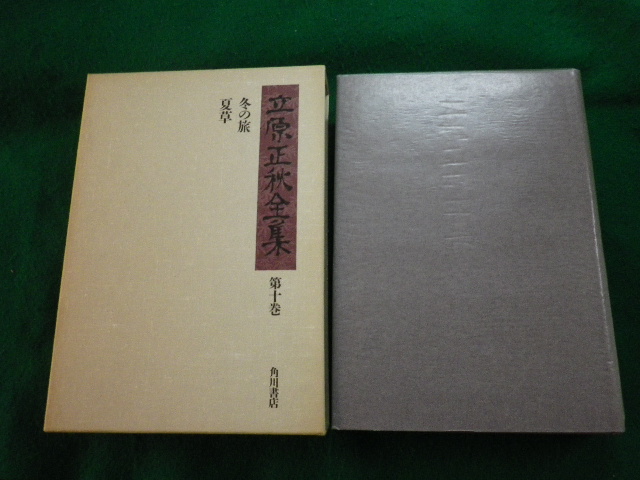 立原正秋全集
第十巻
冬の旅
夏草
角川書店